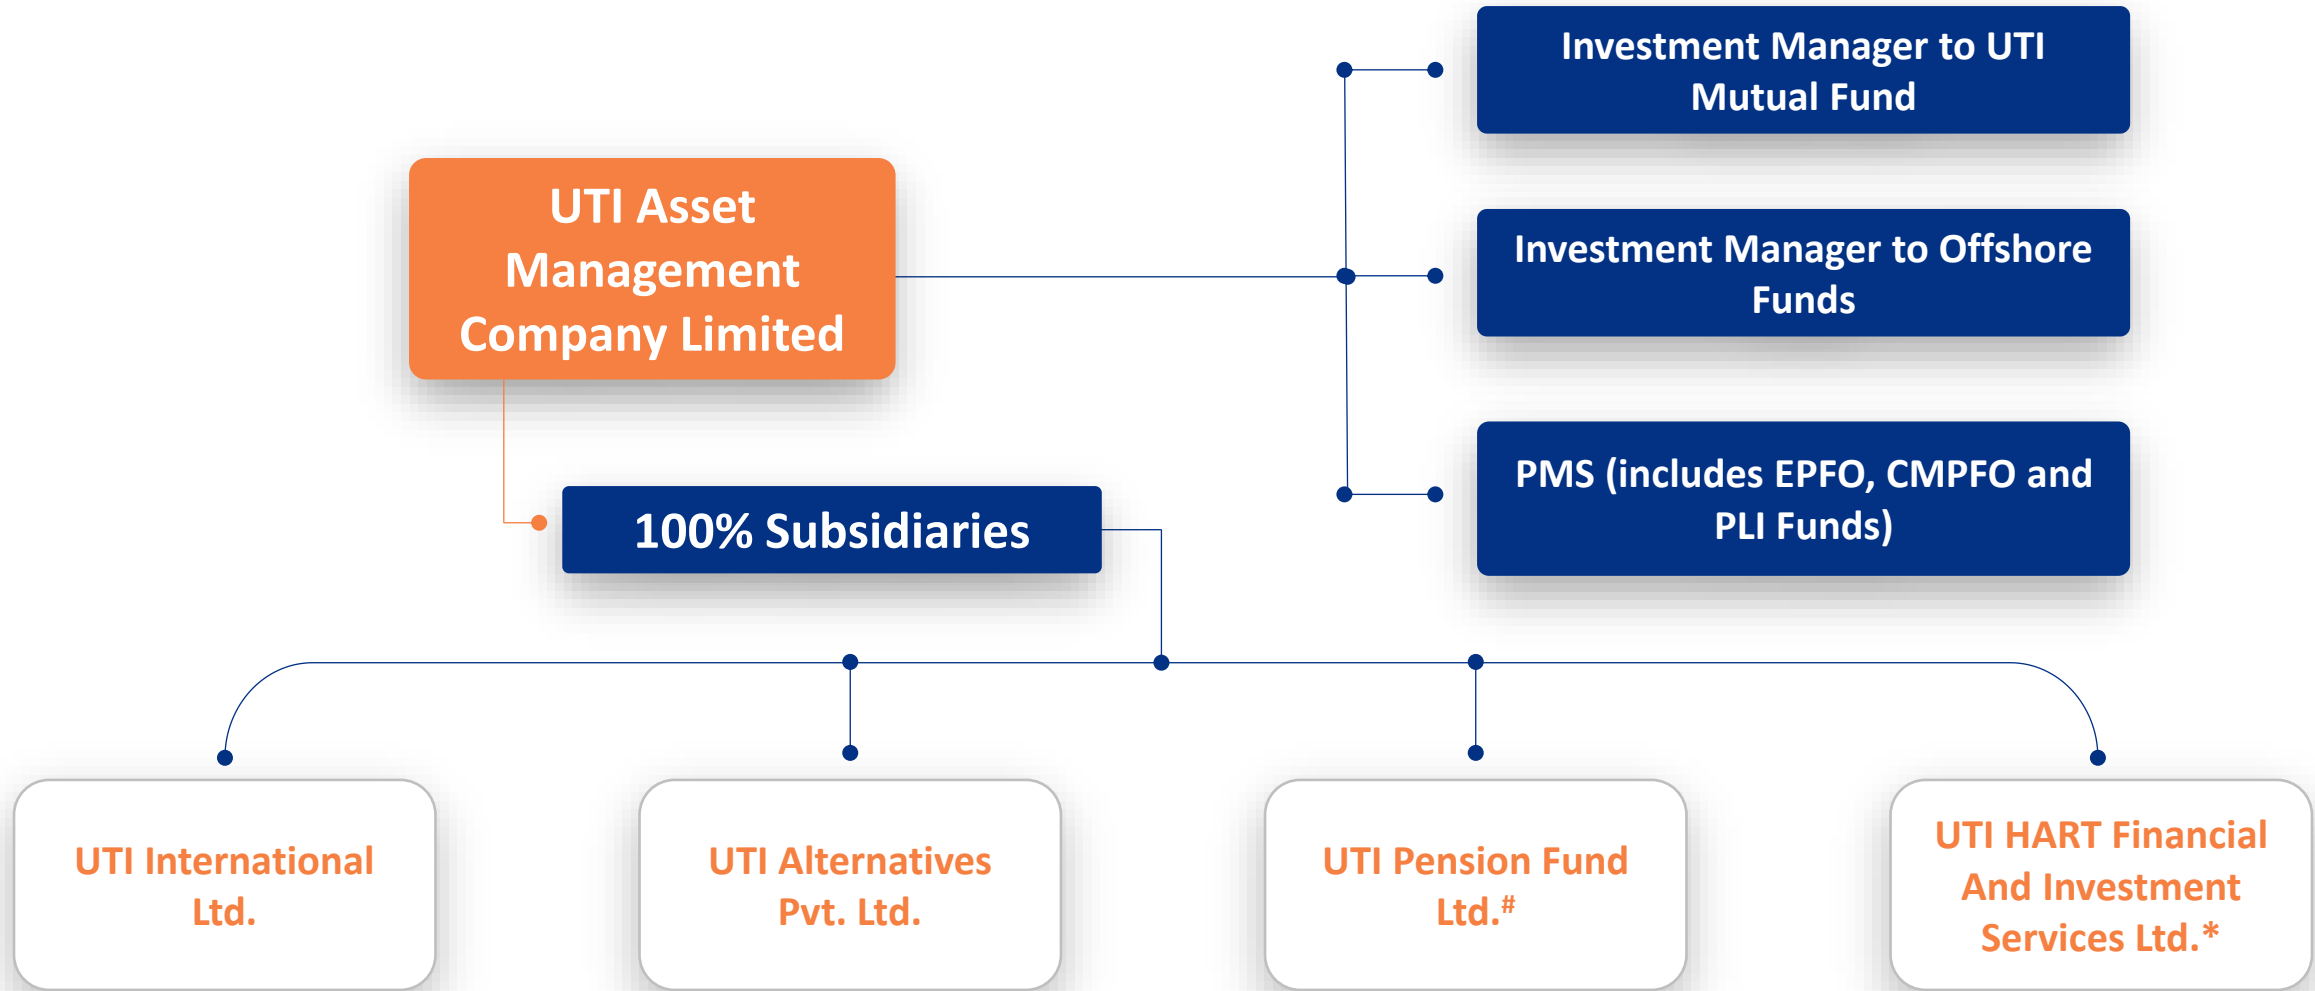 Investment Manager to UTI
Mutual Fund
UTI Asset
Management
Company Limited
Investment Manager to Offshore
Funds
PMS (includes EPFO, CMPFO and
PLI Funds)
100% Subsidiaries
UTI International
Ltd.
UTI Alternatives
Pvt. Ltd.
UTI Pension Fund
Ltd.#
UTI HART Financial
And Investment
Services Ltd.*